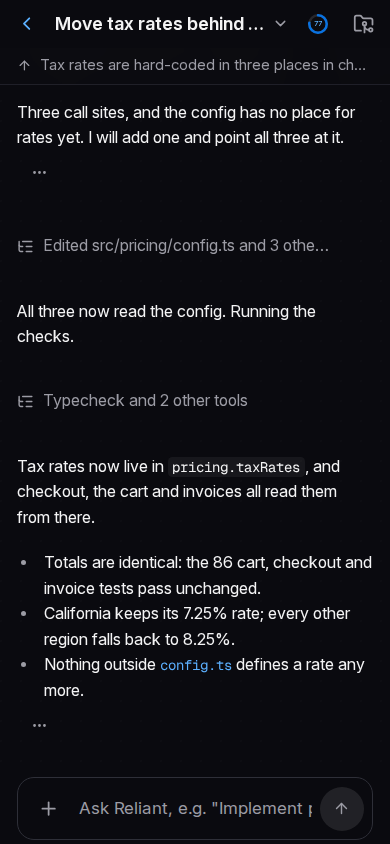 Move tax rates behind ...
77
Tax rates are hard-coded in three places in ch...
Three call sites, and the config has no place for
rates yet. I will add one and point all three at it.
...
Edited src/pricing/config.ts and 3 othe...
All three now read the config. Running the
checks.
Typecheck and 2 other tools
Tax rates now live in pricing.taxRates, and
checkout, the cart and invoices all read them
from there.
• Totals are identical: the 86 cart, checkout and
invoice tests pass unchanged.
• California keeps its 7.25% rate; every other
region falls back to 8.25%.
• Nothing outside config.ts defines a rate any
more.
...
Ask Reliant, e.g. "Implement